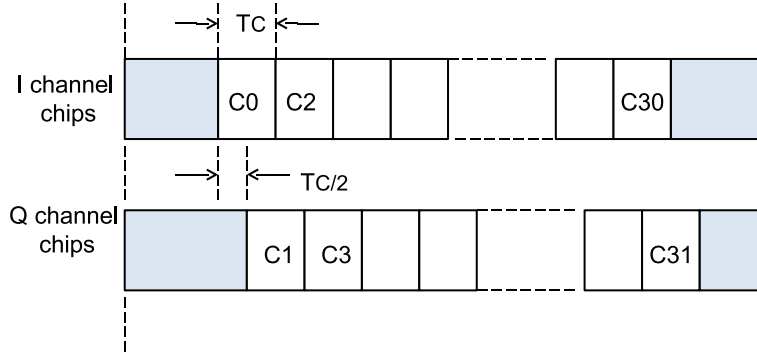 TC
I channel
chips
C0 C2 C30
TC/2
Q channel
chips
C1 C3 C31